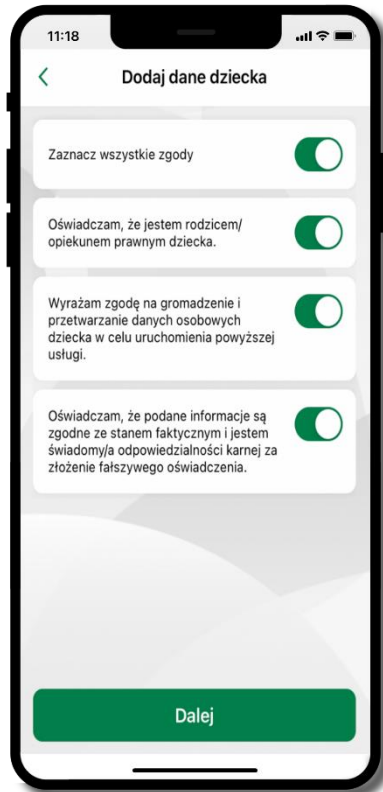 11:18
Dodaj dane dziecka
Zaznacz wszystkie zgody
Oświadczam, że jestem rodzicem/
opiekunem prawnym dziecka.
Wyrażam zgodę na gromadzenie i
przetwarzanie danych osobowych
dziecka w celu uruchomienia powyższej
usługi.
Oświadczam, że podane informacje są
zgodne ze stanem faktycznym i jestem
świadomy/a odpowiedzialności karnej za
złożenie fałszywego oświadczenia.
Dalej